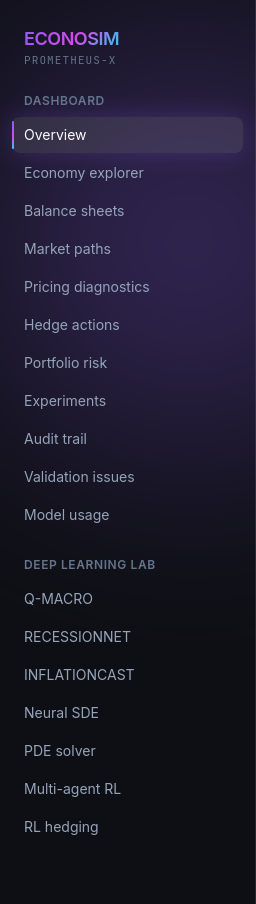 ECONOSIM
PROMETHEUS-X
DASHBOARD
Overview
Economy explorer
Balance sheets
Market paths
Pricing diagnostics
Hedge actions
Portfolio risk
Experiments
Audit trail
Validation issues
Model usage
DEEP LEARNING LAB
Q-MACRO
RECESSIONNET
INFLATIONCAST
Neural SDE
PDE solver
Multi-agent RL
RL hedging